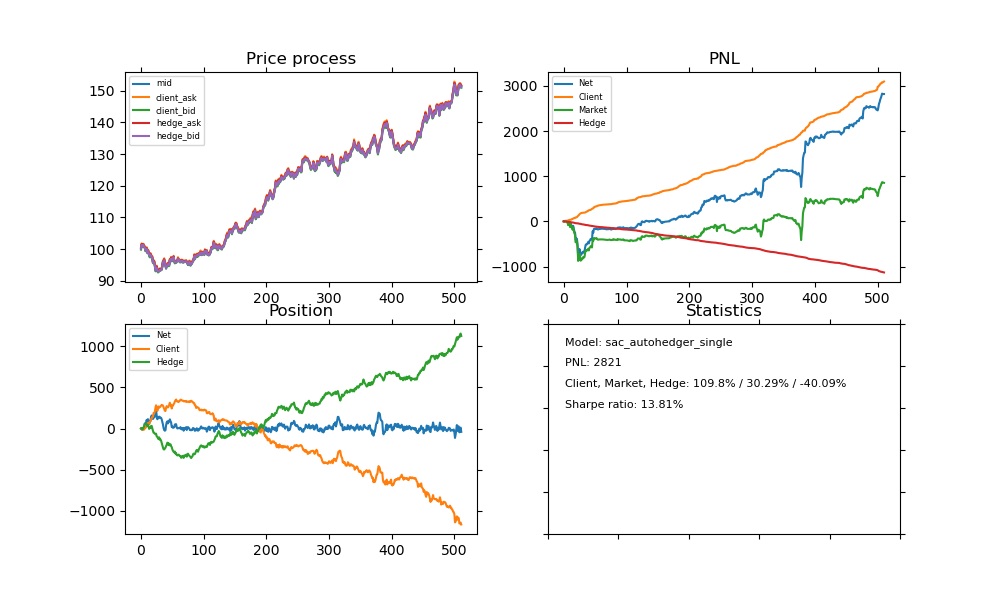 Price process
mid
client_ask
client_bid
hedge_ask
hedge_bid
150
140
130
120
110
100
90
0 100 200 300 400 500
PNL
Net
Client
Market
Hedge
3000
2000
1000
0
−1000
0 100 200 300 400 500
Position
Net
Client
Hedge
1000
500
0
−500
−1000
0 100 200 300 400 500
Statistics
Model: sac_autohedger_single
PNL: 2821
Client, Market, Hedge: 109.8% / 30.29% / -40.09%
Sharpe ratio: 13.81%